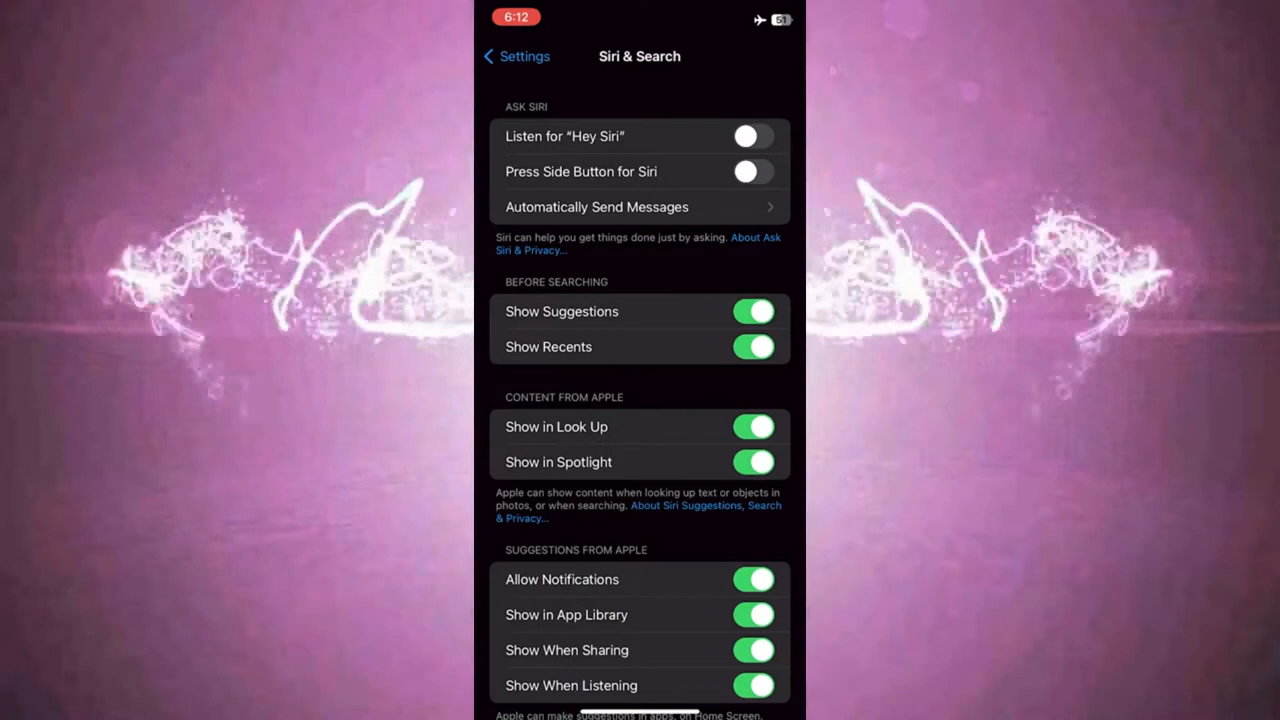 6:12
51
Settings
Siri & Search
ASK SIRI
Listen for “Hey Siri”
Press Side Button for Siri
Automatically Send Messages
Siri can help you get things done just by asking. About Ask
Siri & Privacy...
BEFORE SEARCHING
Show Suggestions
Show Recents
CONTENT FROM APPLE
Show in Look Up
Show in Spotlight
Apple can show content when looking up text or objects in
photos, or when searching. About Siri Suggestions, Search
& Privacy...
SUGGESTIONS FROM APPLE
Allow Notifications
Show in App Library
Show When Sharing
Show When Listening
Apple can make suggestions in apps, on Home Screen,